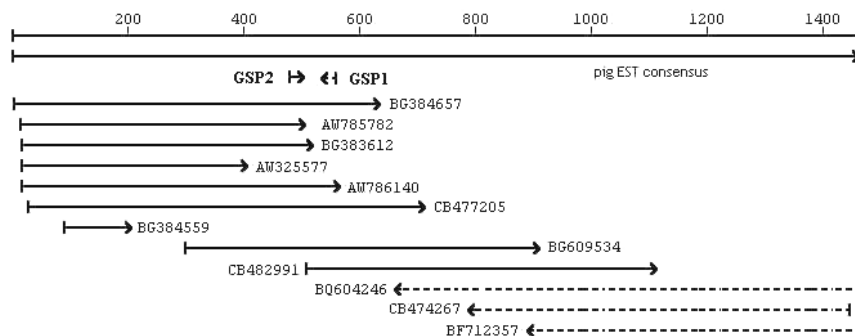 200 400 600 800 1000 1200 1400
pig EST consensus
GSP2 GSP1
BG384657
AW785782
BG383612
AW325577
AW786140
CB477205
BG384559
BG609534
CB482991
BQ604246
CB474267
BF712357